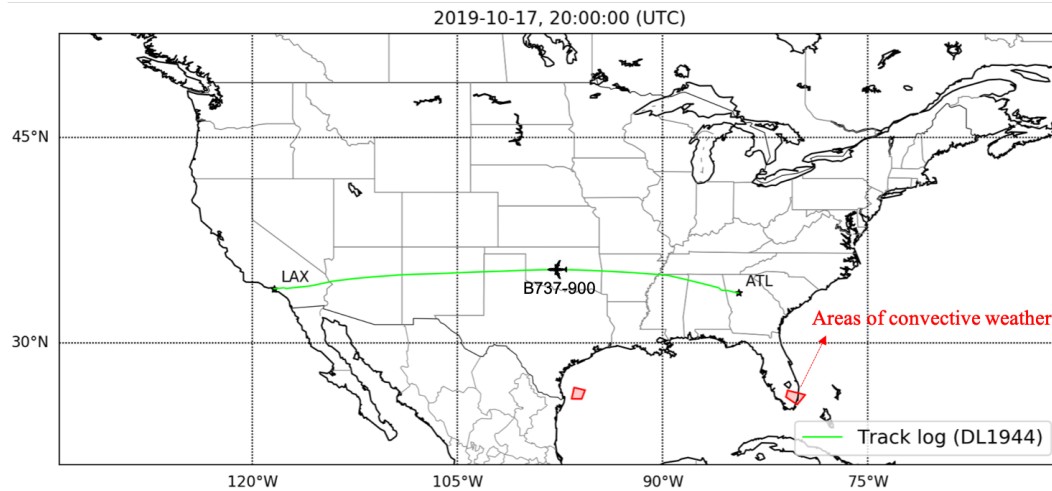 2019-10-17, 20:00:00 (UTC)
45°N
LAX
ATL
B737-900
Areas of convective weather
30°N
Track log (DL1944)
120°W
105°W
90°W
75°W